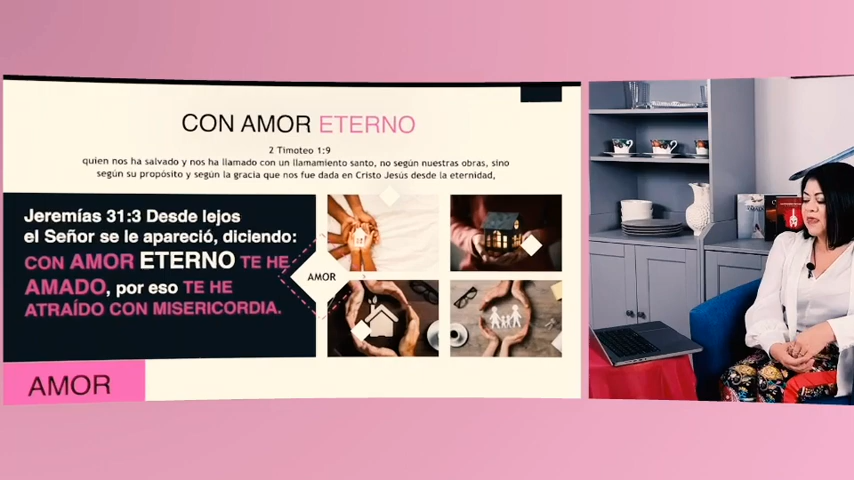 CON AMOR ETERNO
2 Timoteo 1:9
quien nos ha salvado y nos ha llamado con un llamamiento santo, no según nuestras obras, sino
según su propósito y según la gracia que nos fue dada en Cristo Jesús desde la eternidad,
Jeremías 31:3 Desde lejos
el Señor se le apareció, diciendo:
CON AMOR ETERNO TE HE
AMADO, por eso TE HE
ATRAÍDO CON MISERICORDIA.
AMOR
AMOR